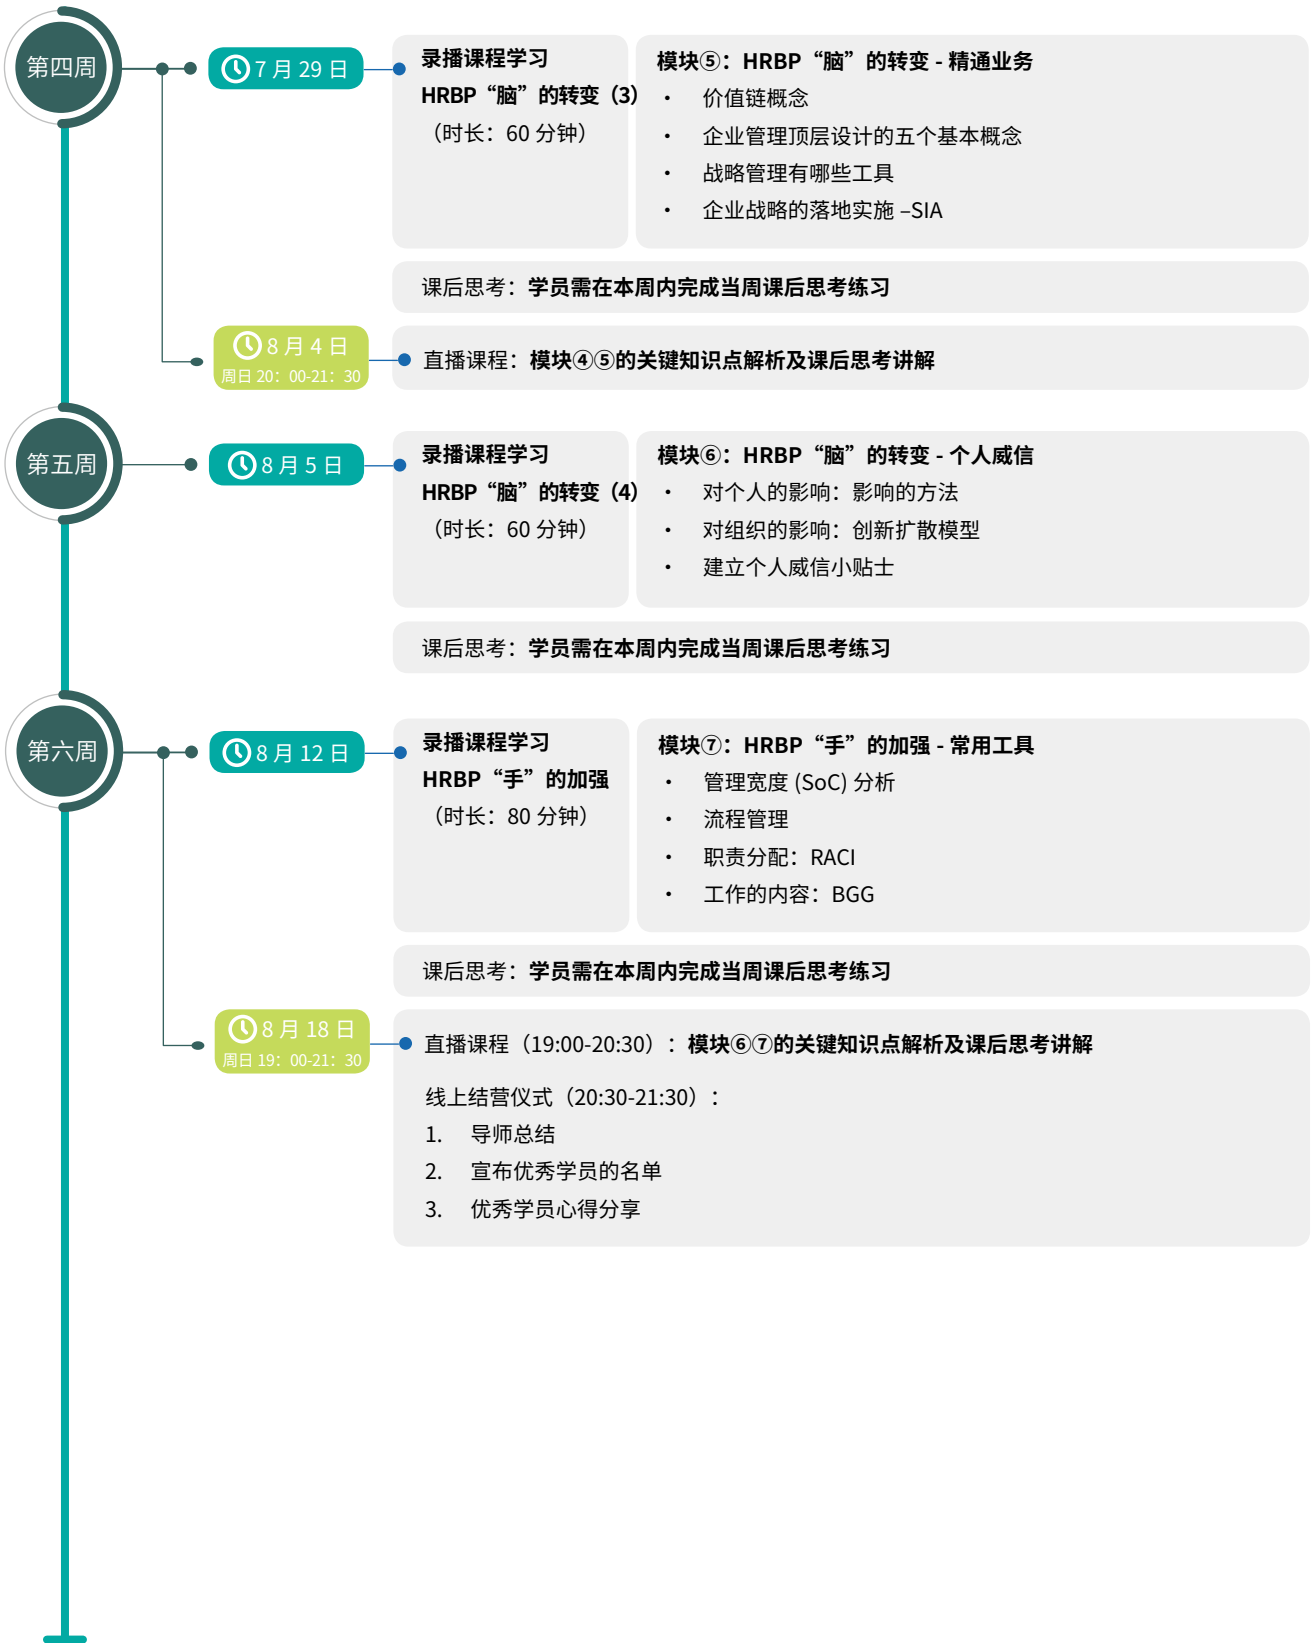 第四周
7 月 29 日
录播课程学习
HRBP“脑”的转变（3）
（时长：60 分钟）
模块⑤：HRBP“脑”的转变 - 精通业务
• 价值链概念
• 企业管理顶层设计的五个基本概念
• 战略管理有哪些工具
• 企业战略的落地实施 –SIA
课后思考：学员需在本周内完成当周课后思考练习
8 月 4 日
周日 20：00-21：30
直播课程：模块④⑤的关键知识点解析及课后思考讲解
第五周
8 月 5 日
录播课程学习
HRBP“脑”的转变（4）
（时长：60 分钟）
模块⑥：HRBP“脑”的转变 - 个人威信
• 对个人的影响：影响的方法
• 对组织的影响：创新扩散模型
• 建立个人威信小贴士
课后思考：学员需在本周内完成当周课后思考练习
第六周
8 月 12 日
录播课程学习
HRBP“手”的加强
（时长：80 分钟）
模块⑦：HRBP“手”的加强 - 常用工具
• 管理宽度 (SoC) 分析
• 流程管理
• 职责分配：RACI
• 工作的内容：BGG
课后思考：学员需在本周内完成当周课后思考练习
8 月 18 日
周日 19：00-21：30
直播课程（19:00-20:30）：模块⑥⑦的关键知识点解析及课后思考讲解
线上结营仪式（20:30-21:30）：
1. 导师总结
2. 宣布优秀学员的名单
3. 优秀学员心得分享